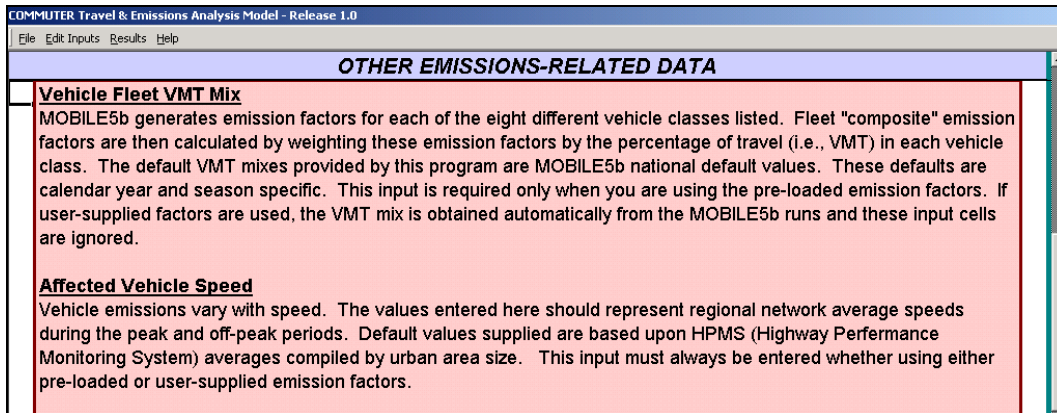 COMMUTER Travel & Emissions Analysis Model - Release 1.0
File Edit Inputs Results Help
OTHER EMISSIONS-RELATED DATA
Vehicle Fleet VMT Mix
MOBILE5b generates emission factors for each of the eight different vehicle classes listed. Fleet "composite" emission
factors are then calculated by weighting these emission factors by the percentage of travel (i.e., VMT) in each vehicle
class. The default VMT mixes provided by this program are MOBILE5b national default values. These defaults are
calendar year and season specific. This input is required only when you are using the pre-loaded emission factors. If
user-supplied factors are used, the VMT mix is obtained automatically from the MOBILE5b runs and these input cells
are ignored.
Affected Vehicle Speed
Vehicle emissions vary with speed. The values entered here should represent regional network average speeds
during the peak and off-peak periods. Default values supplied are based upon HPMS (Highway Perfermance
Monitoring System) averages compiled by urban area size. This input must always be entered whether using either
pre-loaded or user-supplied emission factors.